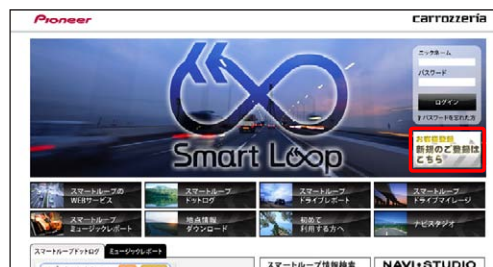 Pioneer
carrozzeria
ニックネーム
パスワード
ログイン
パスワードを忘れた方
お客様登録
新規のご登録は
こちら
Smart Loop
スマートループの
WEBサービス
スマートループ
ドットログ
スマートループ
ドライブレポート
スマートループ
ドライブマイレージ
スマートループ
ミュージックレポート
地点情報
ダウンロード
初めて
利用する方へ
ナビスタジオ
スマートループドットログ
ミュージックレポート
スマートループ情報検索
NAVI★STUDIO